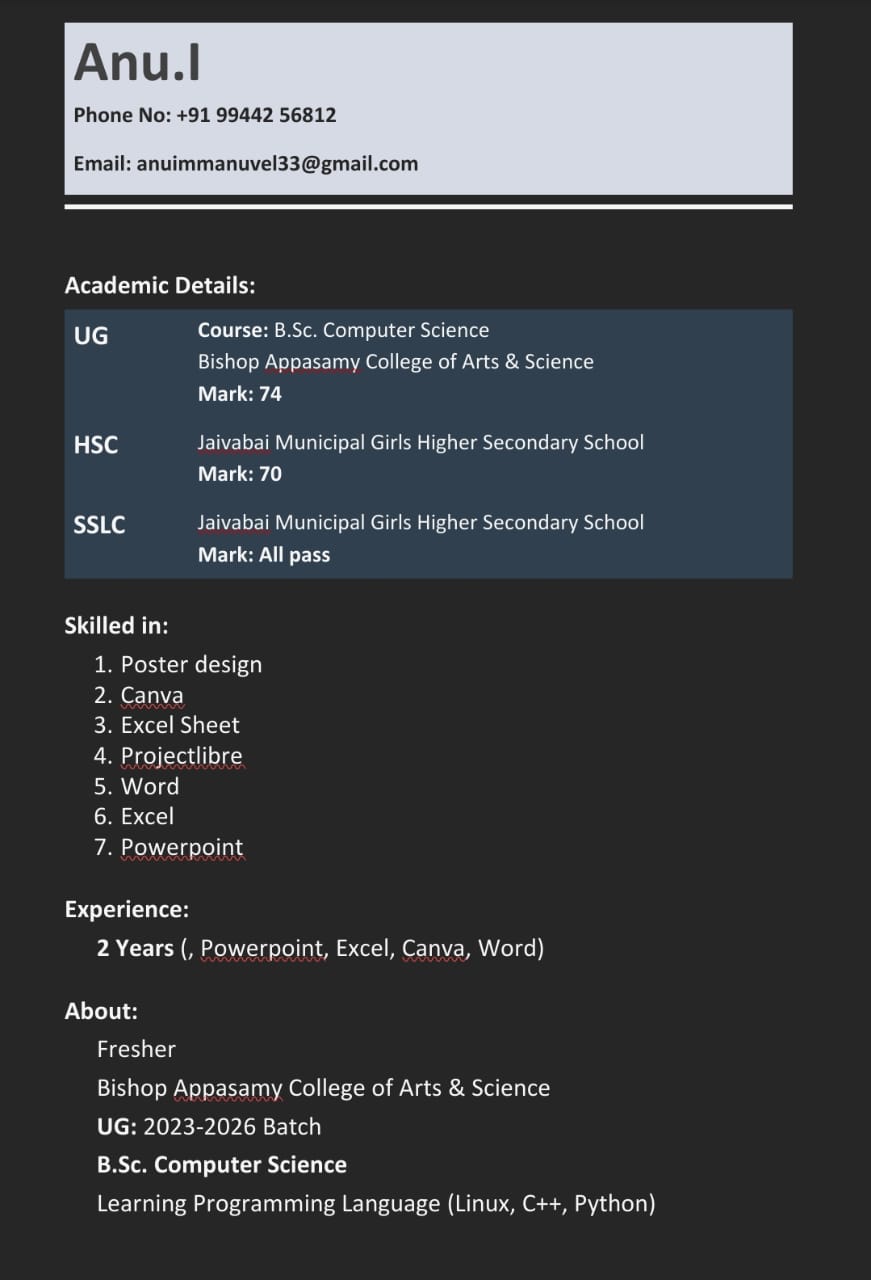 Anu.I
Phone No: +91 99442 56812
Email: anuimmanuvel33@gmail.com
Academic Details:
UG
Course: B.Sc. Computer Science
Bishop Appasamy College of Arts & Science
Mark: 74
HSC
Jaivabai Municipal Girls Higher Secondary School
Mark: 70
SSLC
Jaivabai Municipal Girls Higher Secondary School
Mark: All pass
Skilled in:
1. Poster design
2. Canva
3. Excel Sheet
4. Projectlibre
5. Word
6. Excel
7. Powerpoint
Experience:
2 Years (, Powerpoint, Excel, Canva, Word)
About:
Fresher
Bishop Appasamy College of Arts & Science
UG: 2023-2026 Batch
B.Sc. Computer Science
Learning Programming Language (Linux, C++, Python)